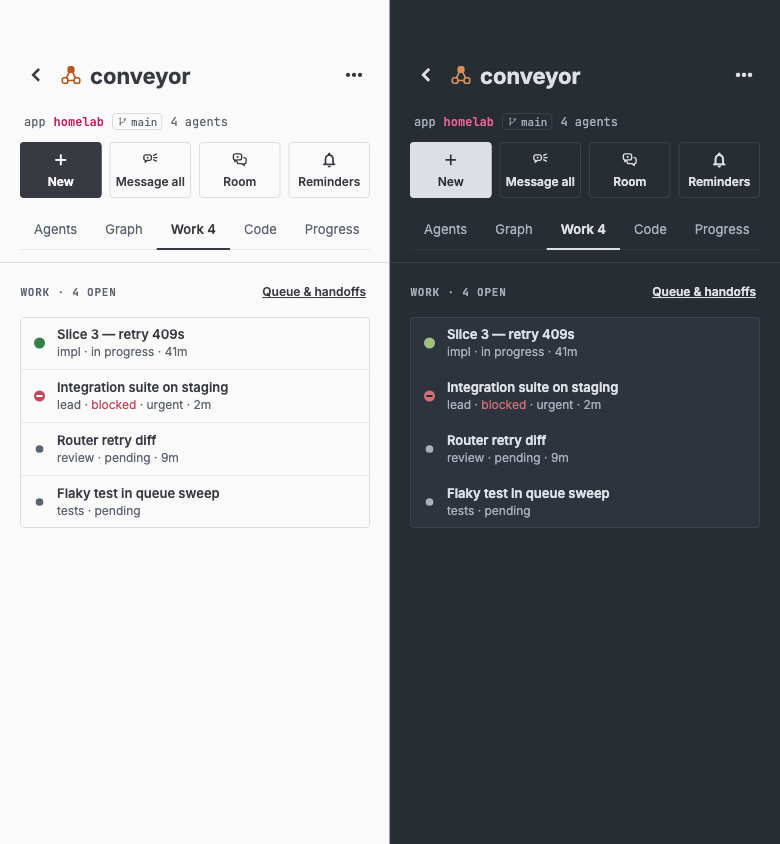 conveyor
app homelab main 4 agents
New Message all Room Reminders
Agents Graph Work 4 Code Progress
WORK · 4 OPEN Queue & handoffs
Slice 3 — retry 409s
impl · in progress · 41m
Integration suite on staging
lead · blocked · urgent · 2m
Router retry diff
review · pending · 9m
Flaky test in queue sweep
tests · pending
conveyor
app homelab main 4 agents
New Message all Room Reminders
Agents Graph Work 4 Code Progress
WORK · 4 OPEN Queue & handoffs
Slice 3 — retry 409s
impl · in progress · 41m
Integration suite on staging
lead · blocked · urgent · 2m
Router retry diff
review · pending · 9m
Flaky test in queue sweep
tests · pending